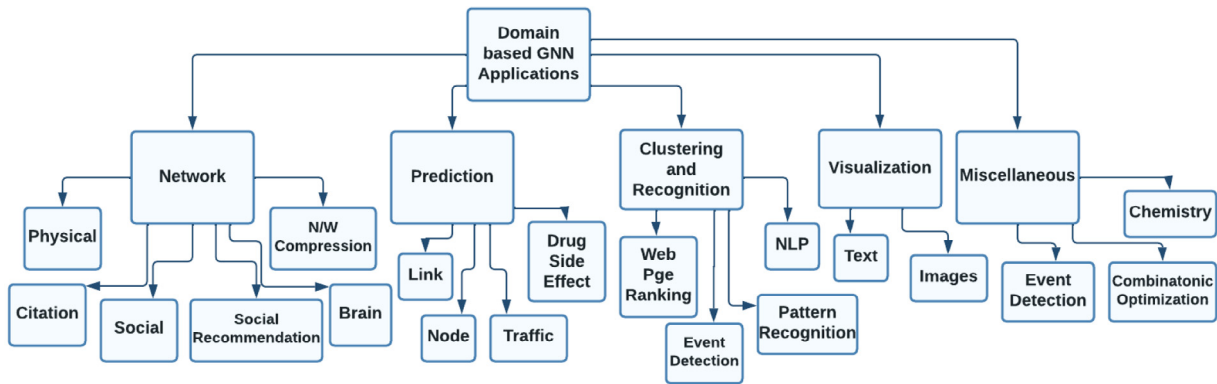 Domain
based GNN
Applications
Network
Prediction
Clustering
and
Recognition
Visualization
Miscellaneous
Physical
N/W
Compression
Citation
Social
Social
Recommendation
Brain
Link
Drug
Side
Effect
Node
Traffic
Web
Pge
Ranking
NLP
Event
Detection
Pattern
Recognition
Text
Images
Chemistry
Event
Detection
Combinatonic
Optimization